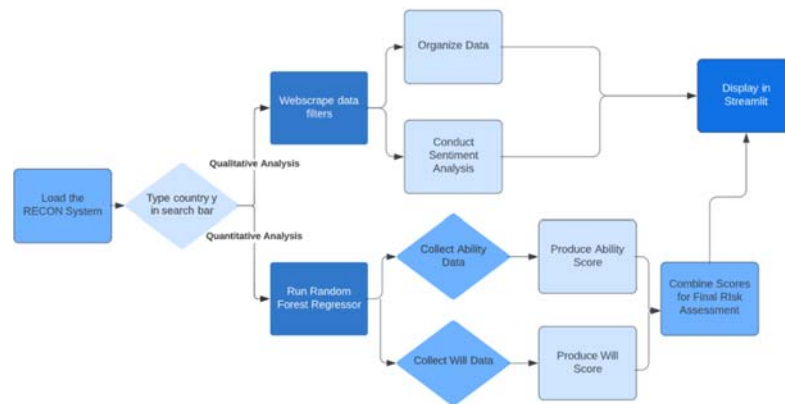 Organize Data
Webscrape data
filters
Display in
Streamlit
Conduct
Sentiment
Analysis
Qualitative Analysis
Load the
RECON System
Type country y
in search bar
Quantitative Analysis
Collect Ability
Data
Produce Ability
Score
Run Random
Forest Regressor
Combine Scores
for Final RIsk
Assessment
Collect Will Data
Produce Will
Score